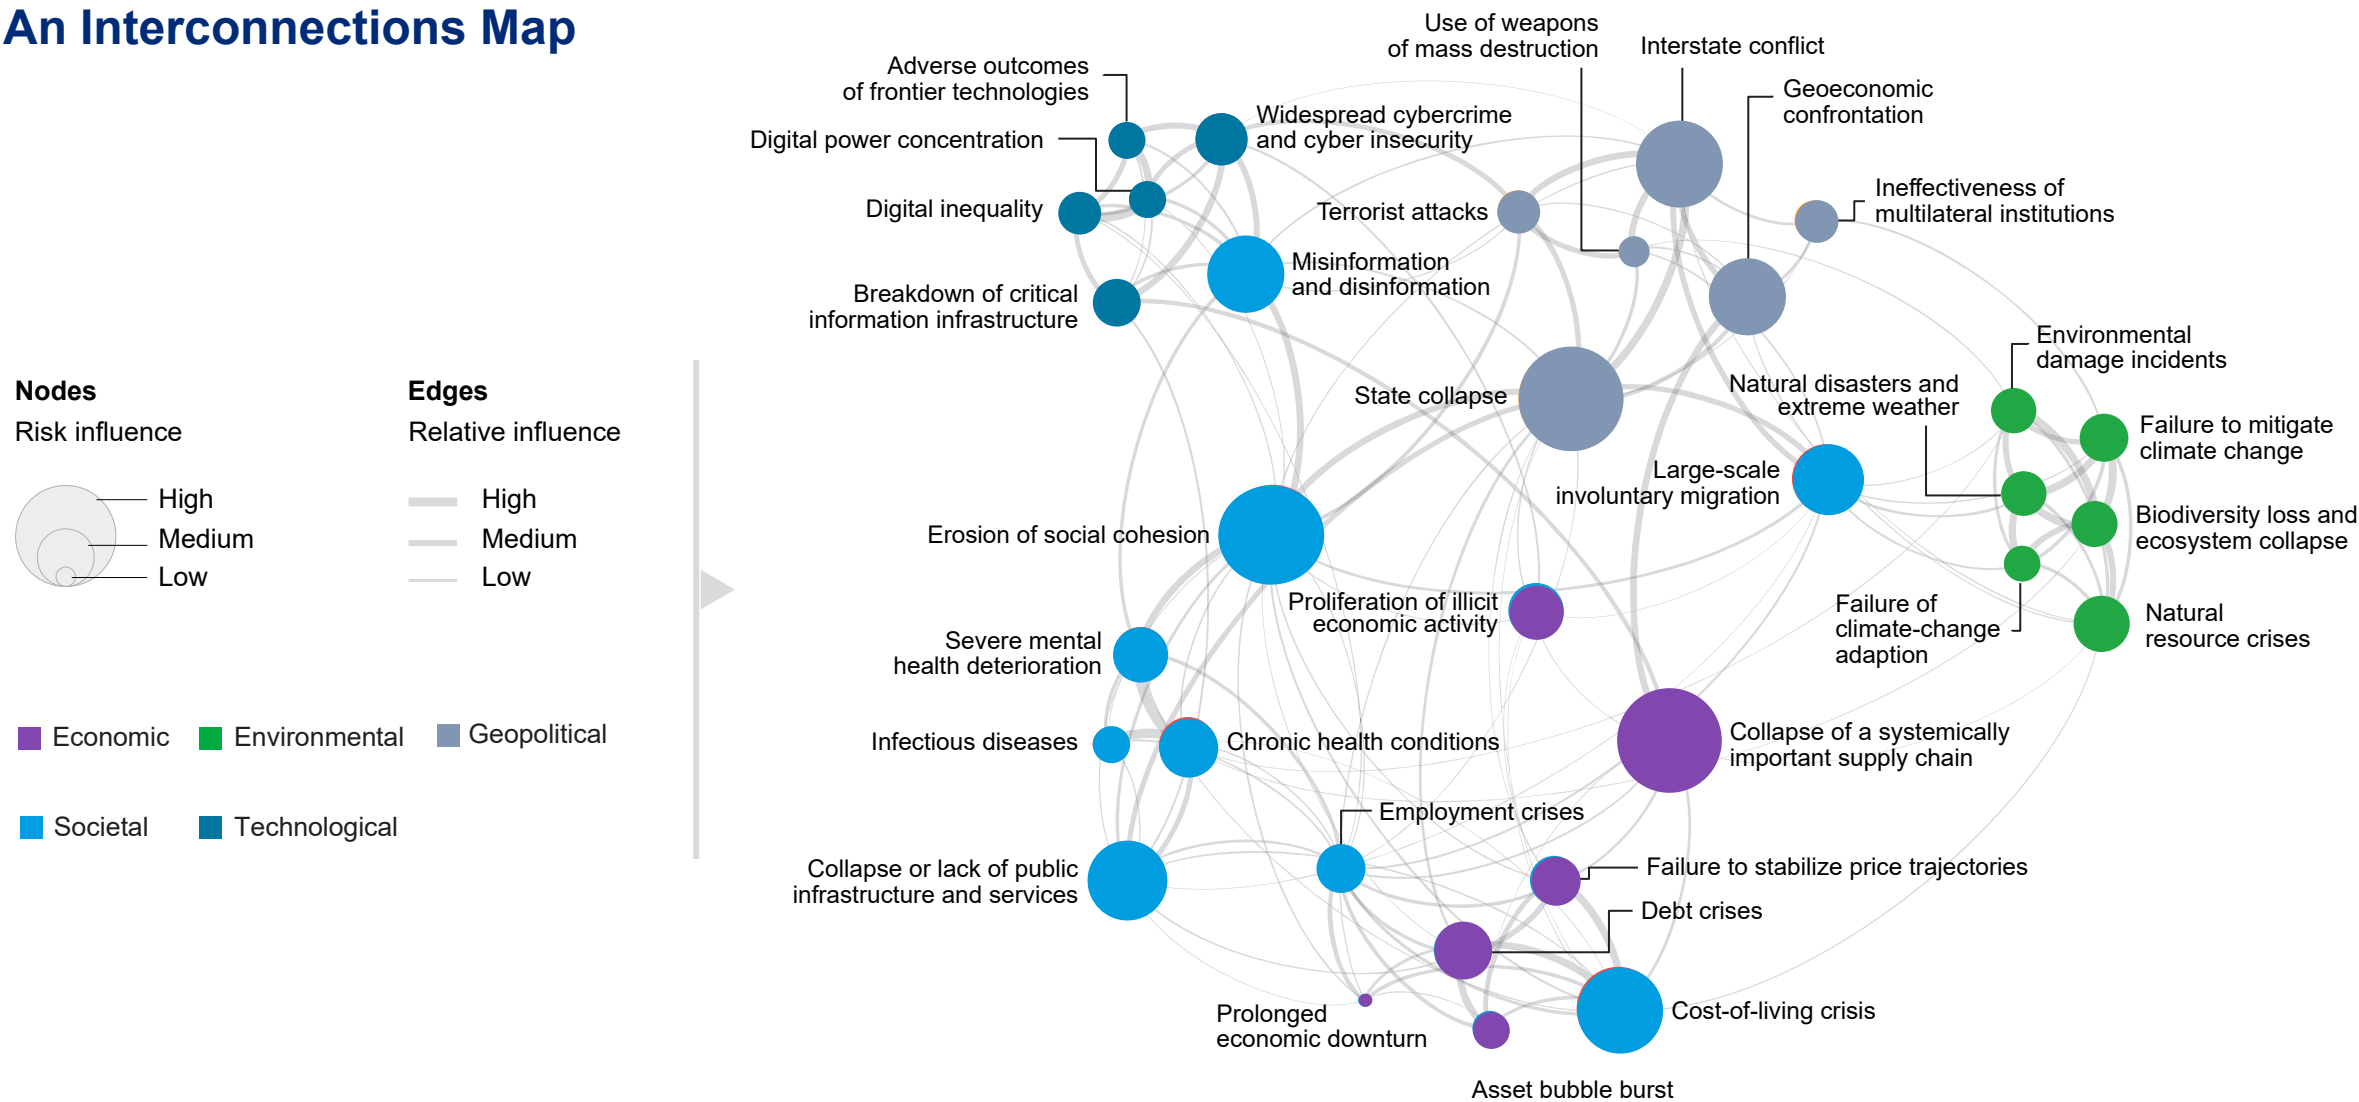 An Interconnections Map
Nodes
Risk influence
High
Medium
Low
Edges
Relative influence
High
Medium
Low
Economic
Environmental
Geopolitical
Societal
Technological
Use of weapons
of mass destruction
Interstate conflict
Adverse outcomes
of frontier technologies
Geoeconomic
confrontation
Widespread cybercrime
and cyber insecurity
Digital power concentration
Ineffectiveness of
multilateral institutions
Digital inequality
Terrorist attacks
Misinformation
and disinformation
Breakdown of critical
information infrastructure
Environmental
damage incidents
State collapse
Natural disasters and
extreme weather
Failure to mitigate
climate change
Large-scale
involuntary migration
Biodiversity loss and
ecosystem collapse
Erosion of social cohesion
Proliferation of illicit
economic activity
Failure of
climate-change
adaption
Natural
resource crises
Severe mental
health deterioration
Infectious diseases
Chronic health conditions
Collapse of a systemically
important supply chain
Employment crises
Collapse or lack of public
infrastructure and services
Failure to stabilize price trajectories
Debt crises
Prolonged
economic downturn
Cost-of-living crisis
Asset bubble burst